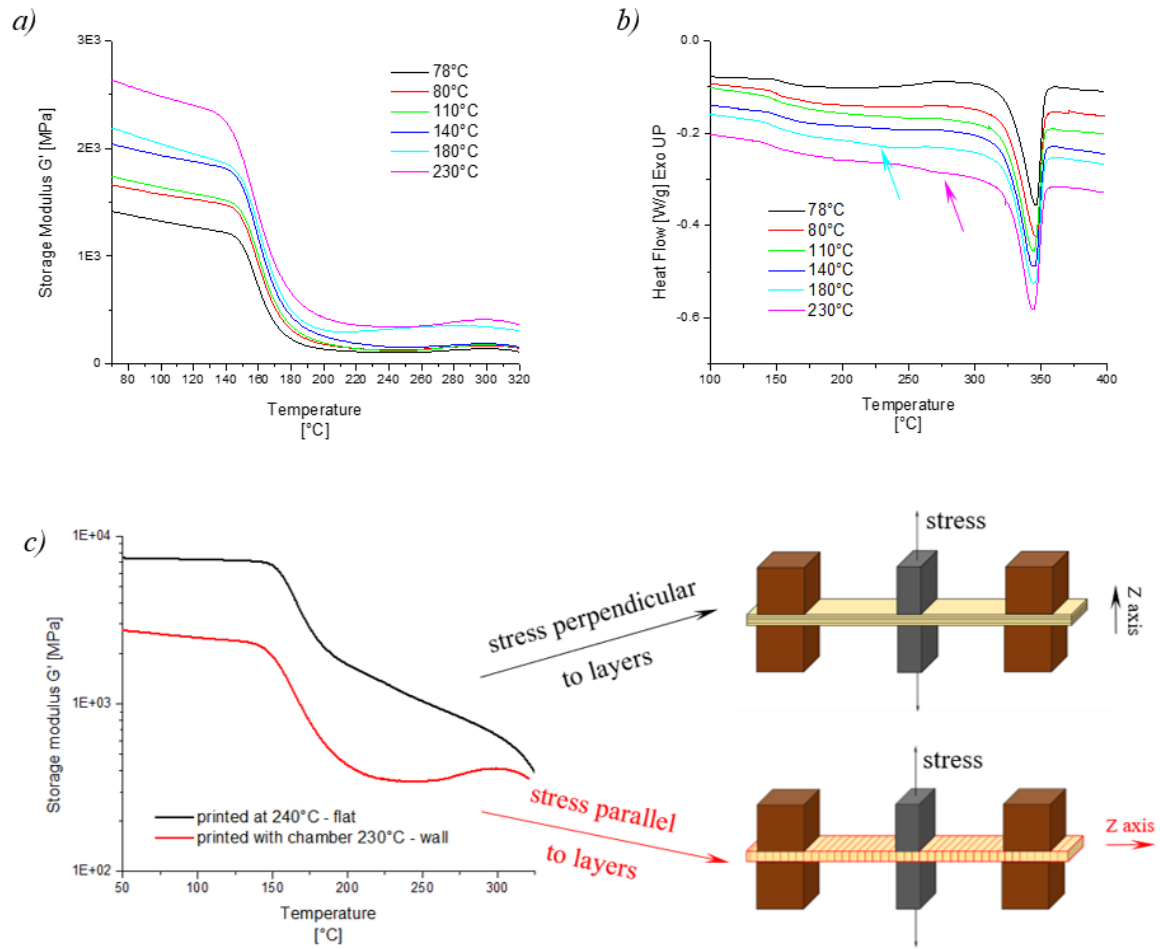 a)
3E3
2E3
1E3
0
Storage Modulus G' [MPa]
78°C
80°C
110°C
140°C
180°C
230°C
80 100 120 140 160 180 200 220 240 260 280 300 320
Temperature
[°C]
b)
0.0
-0.2
-0.4
-0.6
Heat Flow [W/g] Exo UP
78°C
80°C
110°C
140°C
180°C
230°C
100 150 200 250 300 350 400
Temperature
[°C]
c)
1E+04
1E+03
1E+02
Storage modulus G' [MPa]
printed at 240°C - flat
printed with chamber 230°C - wall
50 100 150 200 250 300
Temperature
[°C]
stress perpendicular
to layers
stress
Z axis
stress parallel
to layers
stress
Z axis